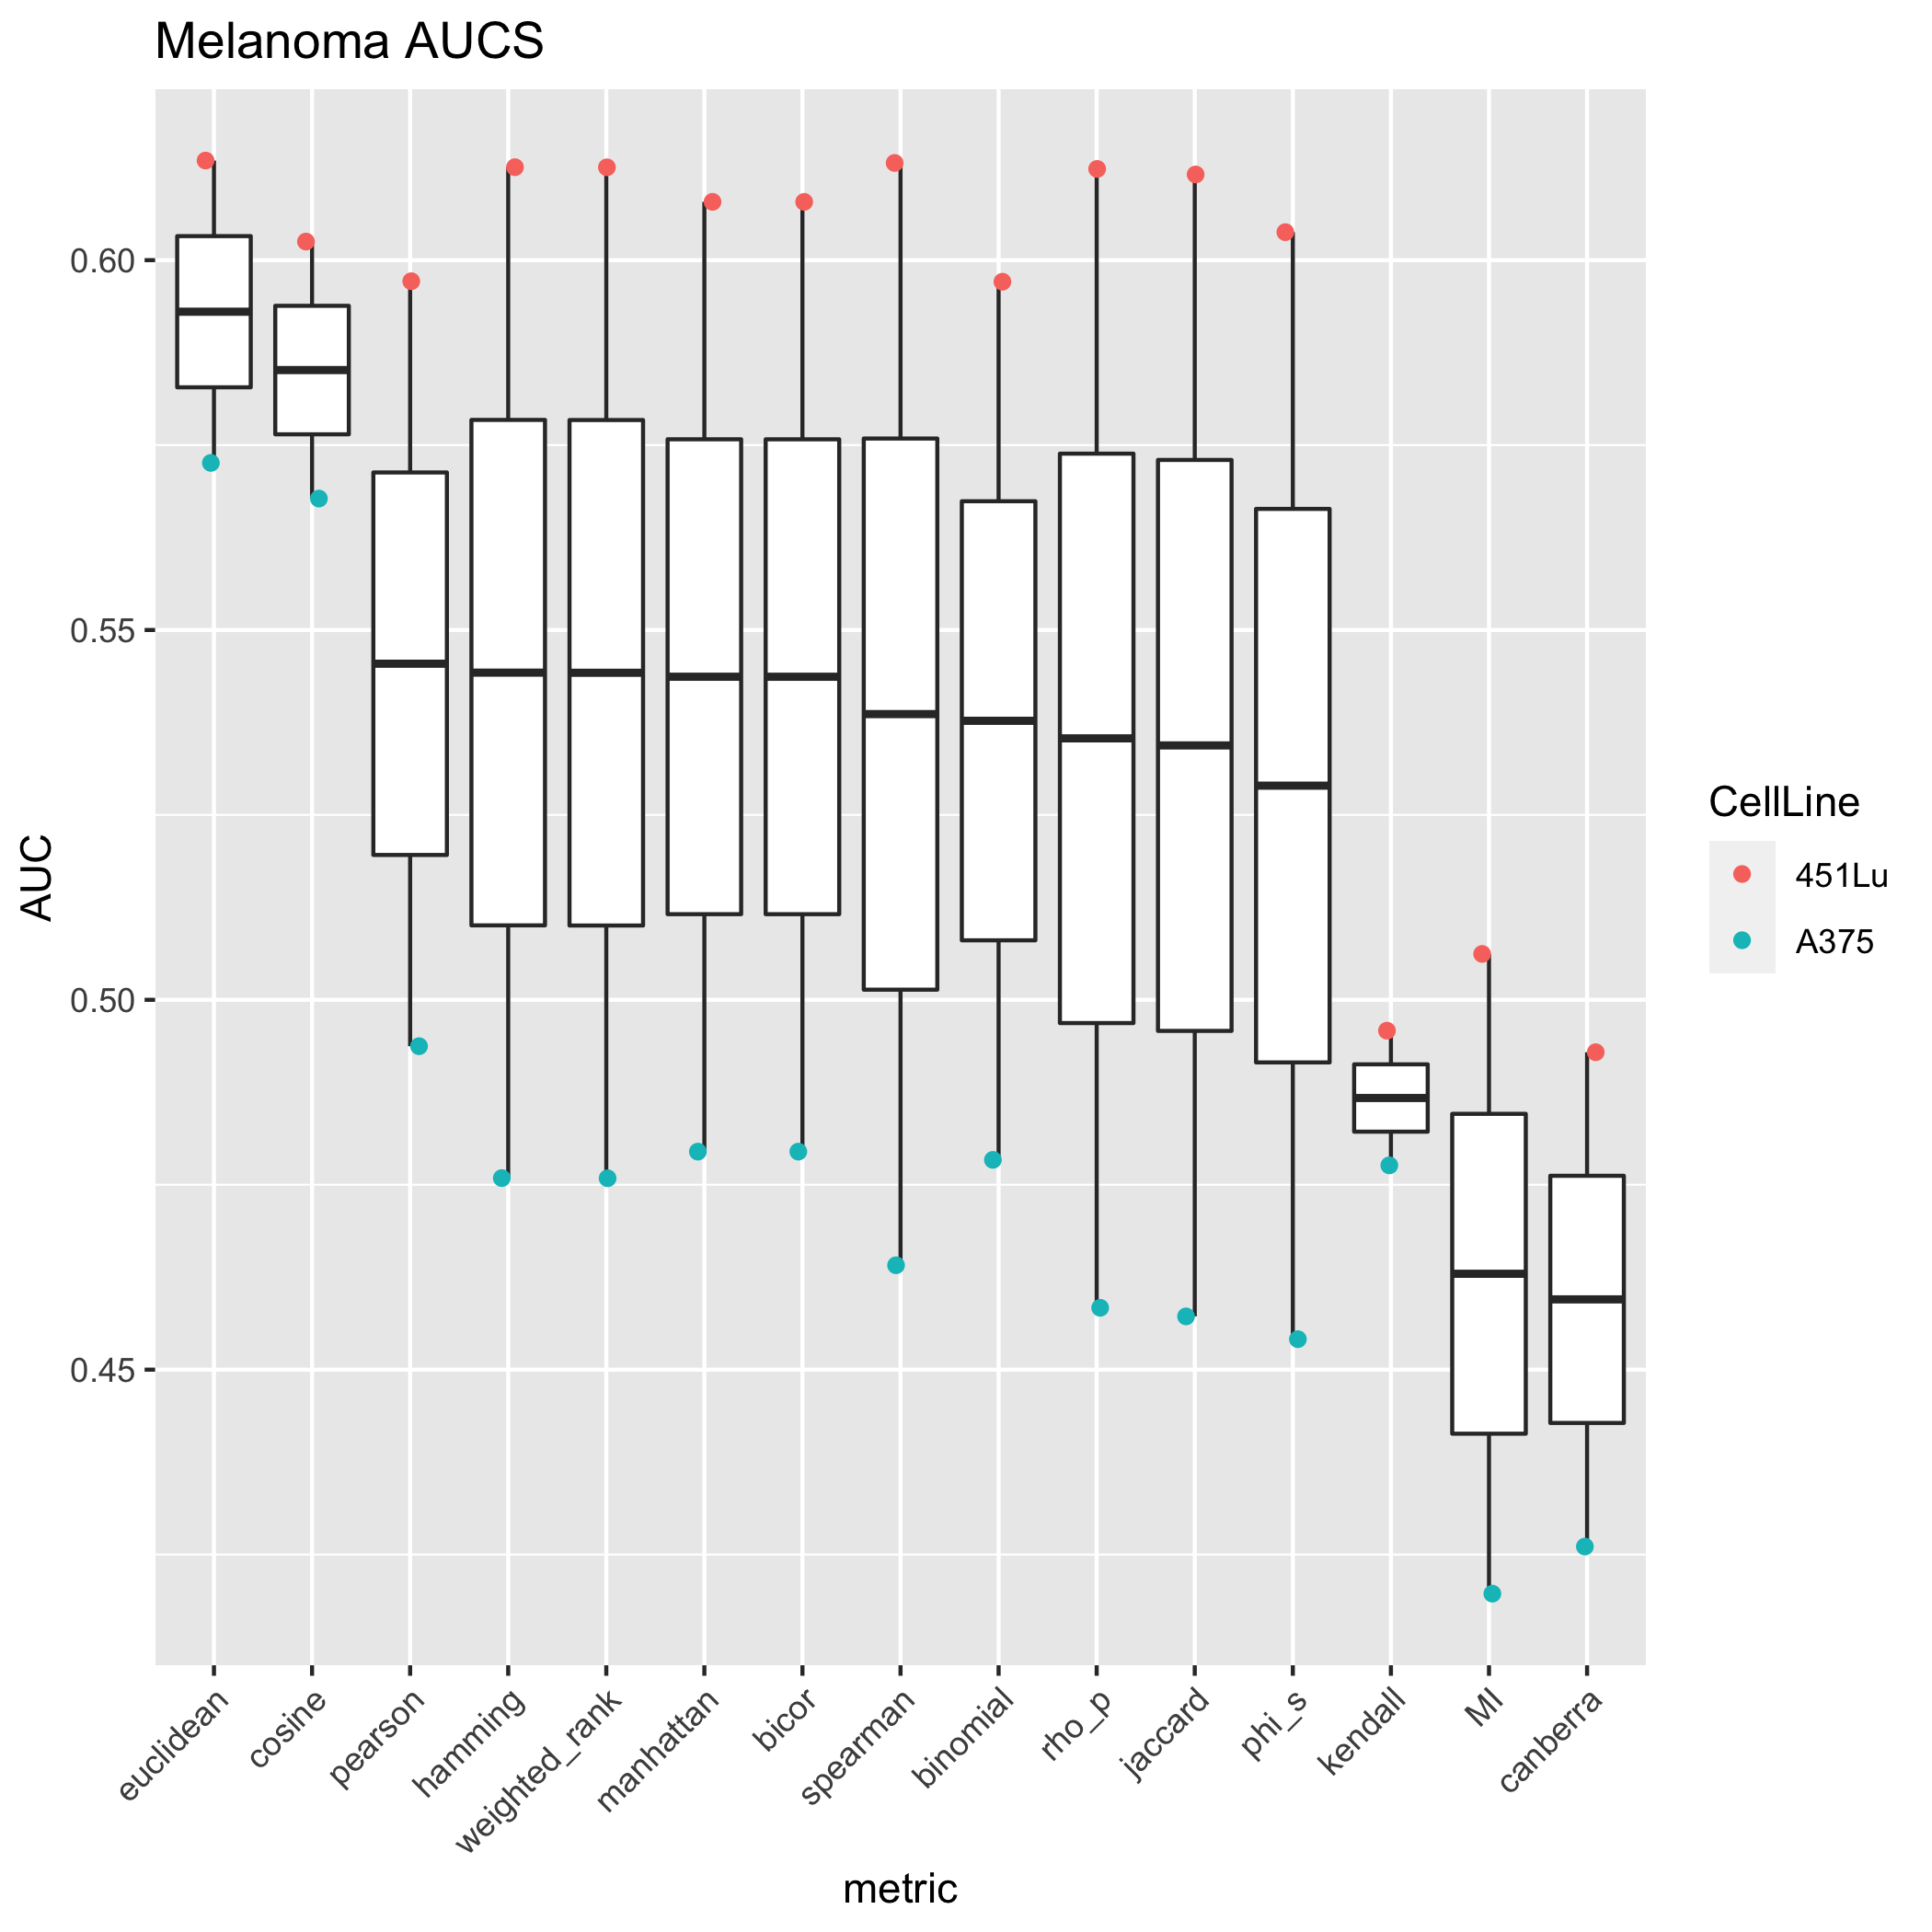 Melanoma AUCS
0.60
0.55
0.50
0.45
AUC
euclidean
cosine
pearson
hamming
weighted_rank
manhattan
bicor
spearman
binomial
rho_p
jaccard
phi_s
kendall
MI
canberra
metric
CellLine
451Lu
A375